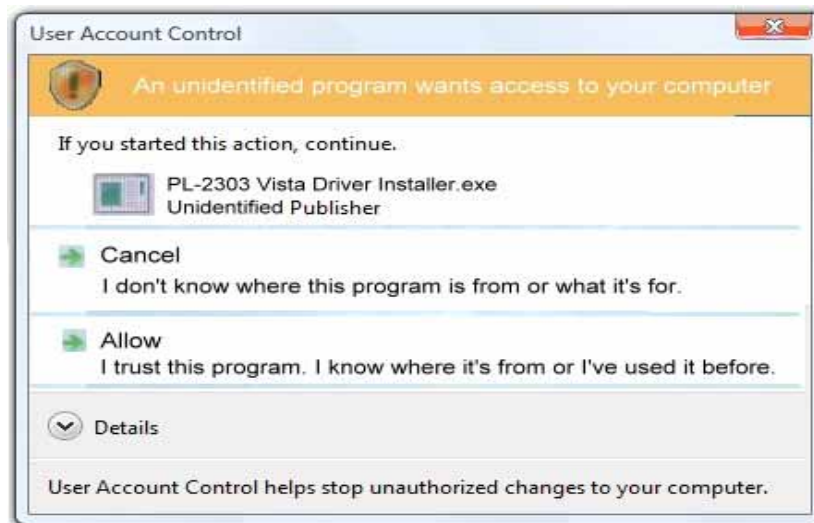 User Account Control
An unidentified program wants access to your computer
If you started this action, continue.
PL-2303 Vista Driver Installer.exe
Unidentified Publisher
Cancel
I don't know where this program is from or what it's for.
Allow
I trust this program. I know where it's from or I've used it before.
Details
User Account Control helps stop unauthorized changes to your computer.